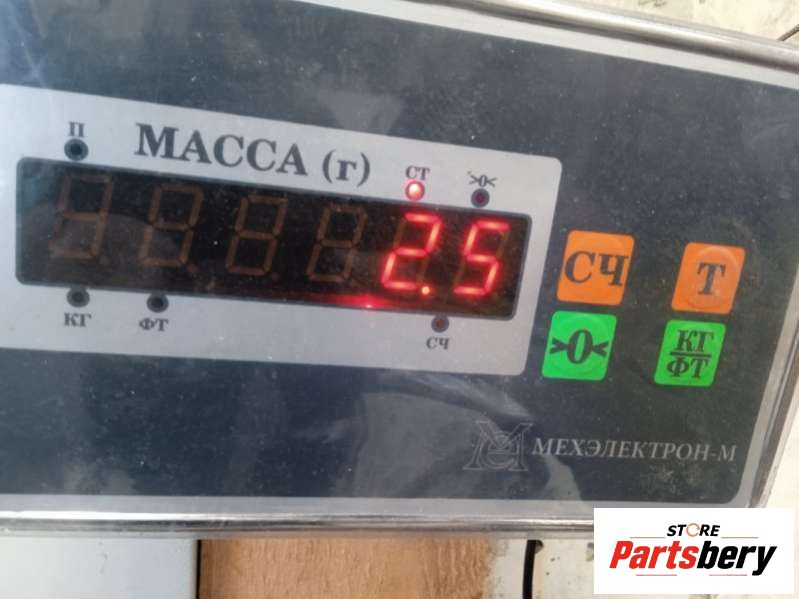 П
МАССА (г)
СТ
>0<
2.5
КГ
ФТ
СЧ
СЧ
Т
>0<
КГ
ФТ
МЕХЭЛЕКТРОН-М
STORE
Partsbery